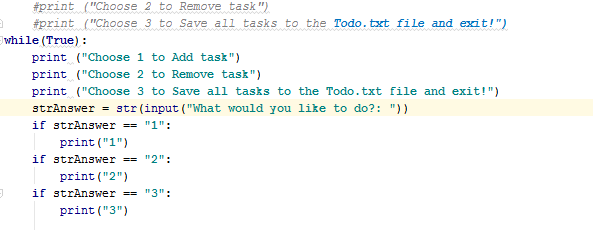 #print ("Choose 2 to Remove task")
#print ("Choose 3 to Save all tasks to the Todo.txt file and exit!")
while(True):
print ("Choose 1 to Add task")
print ("Choose 2 to Remove task")
print ("Choose 3 to Save all tasks to the Todo.txt file and exit!")
strAnswer = str(input("What would you like to do?: "))
if strAnswer == "1":
print("1")
if strAnswer == "2":
print("2")
if strAnswer == "3":
print("3")